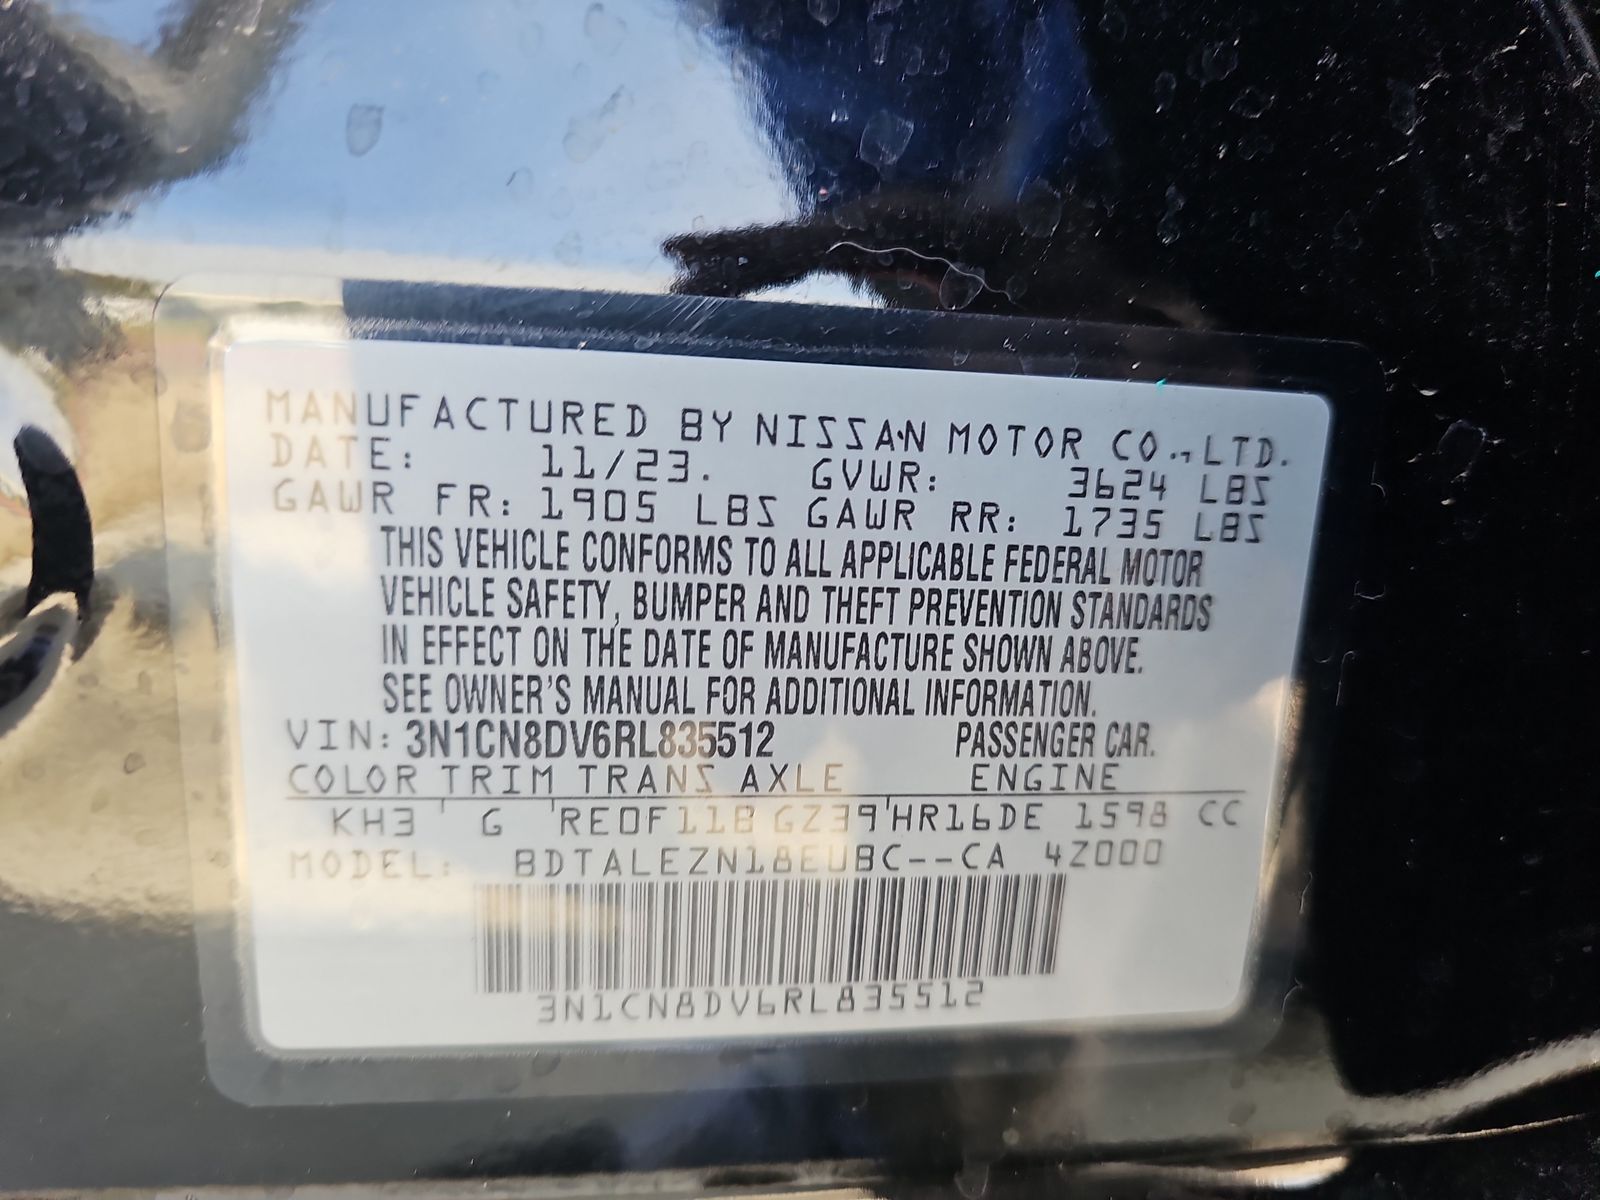 MANUFACTURED BY NISSAN MOTOR CO., LTD.
DATE: 11/23. GVWR: 3624 LBS
GAWR FR: 1905 LBS GAWR RR: 1735 LBS
THIS VEHICLE CONFORMS TO ALL APPLICABLE FEDERAL MOTOR
VEHICLE SAFETY, BUMPER AND THEFT PREVENTION STANDARDS
IN EFFECT ON THE DATE OF MANUFACTURE SHOWN ABOVE.
SEE OWNER'S MANUAL FOR ADDITIONAL INFORMATION.
VIN: 3N1CN8DV6RL835512 PASSENGER CAR.
COLOR TRIM TRANS AXLE ENGINE
KH3 ' G 'RE0F11B GZ39'HR16DE 1598 CC
MODEL: BDTALEZN18EUBC--CA 4Z000
3N1CN8DV6RL835512